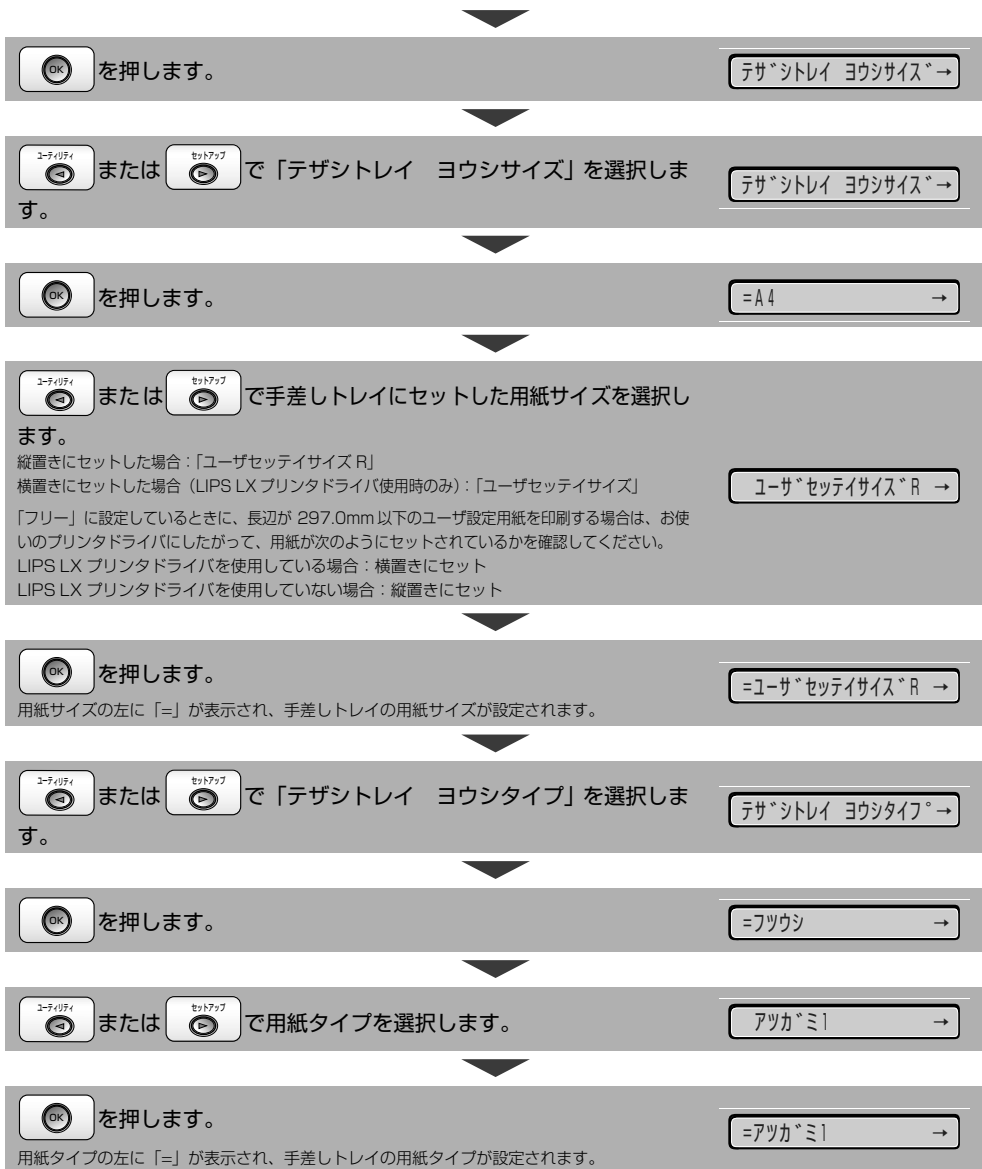 OK を押します。
テサ゛シトレイ ヨウシサイス゛→
ユーティリティ または セットアップ で「テザシトレイ ヨウシサイズ」を選択しま
す。
テサ゛シトレイ ヨウシサイス゛→
OK を押します。
=A4 →
ユーティリティ または セットアップ で手差しトレイにセットした用紙サイズを選択し
ます。
縦置きにセットした場合:「ユーザセッテイサイズ R」
横置きにセットした場合(LIPS LX プリンタドライバ使用時のみ):「ユーザセッテイサイズ」
「フリー」に設定しているときに、長辺が 297.0mm 以下のユーザ設定用紙を印刷する場合は、お使
いのプリンタドライバにしたがって、用紙が次のようにセットされているかを確認してください。
LIPS LX プリンタドライバを使用している場合:横置きにセット
LIPS LX プリンタドライバを使用していない場合:縦置きにセット
ユーサ゛セッテイサイス゛R →
OK を押します。
用紙サイズの左に「=」が表示され、手差しトレイの用紙サイズが設定されます。
=ユーサ゛セッテイサイス゛R →
ユーティリティ または セットアップ で「テザシトレイ ヨウシタイプ」を選択しま
す。
テサ゛シトレイ ヨウシタイフ゜→
OK を押します。
=フツウシ →
ユーティリティ または セットアップ で用紙タイプを選択します。
アツカ゛ミ1 →
OK を押します。
用紙タイプの左に「=」が表示され、手差しトレイの用紙タイプが設定されます。
=アツカ゛ミ1 →